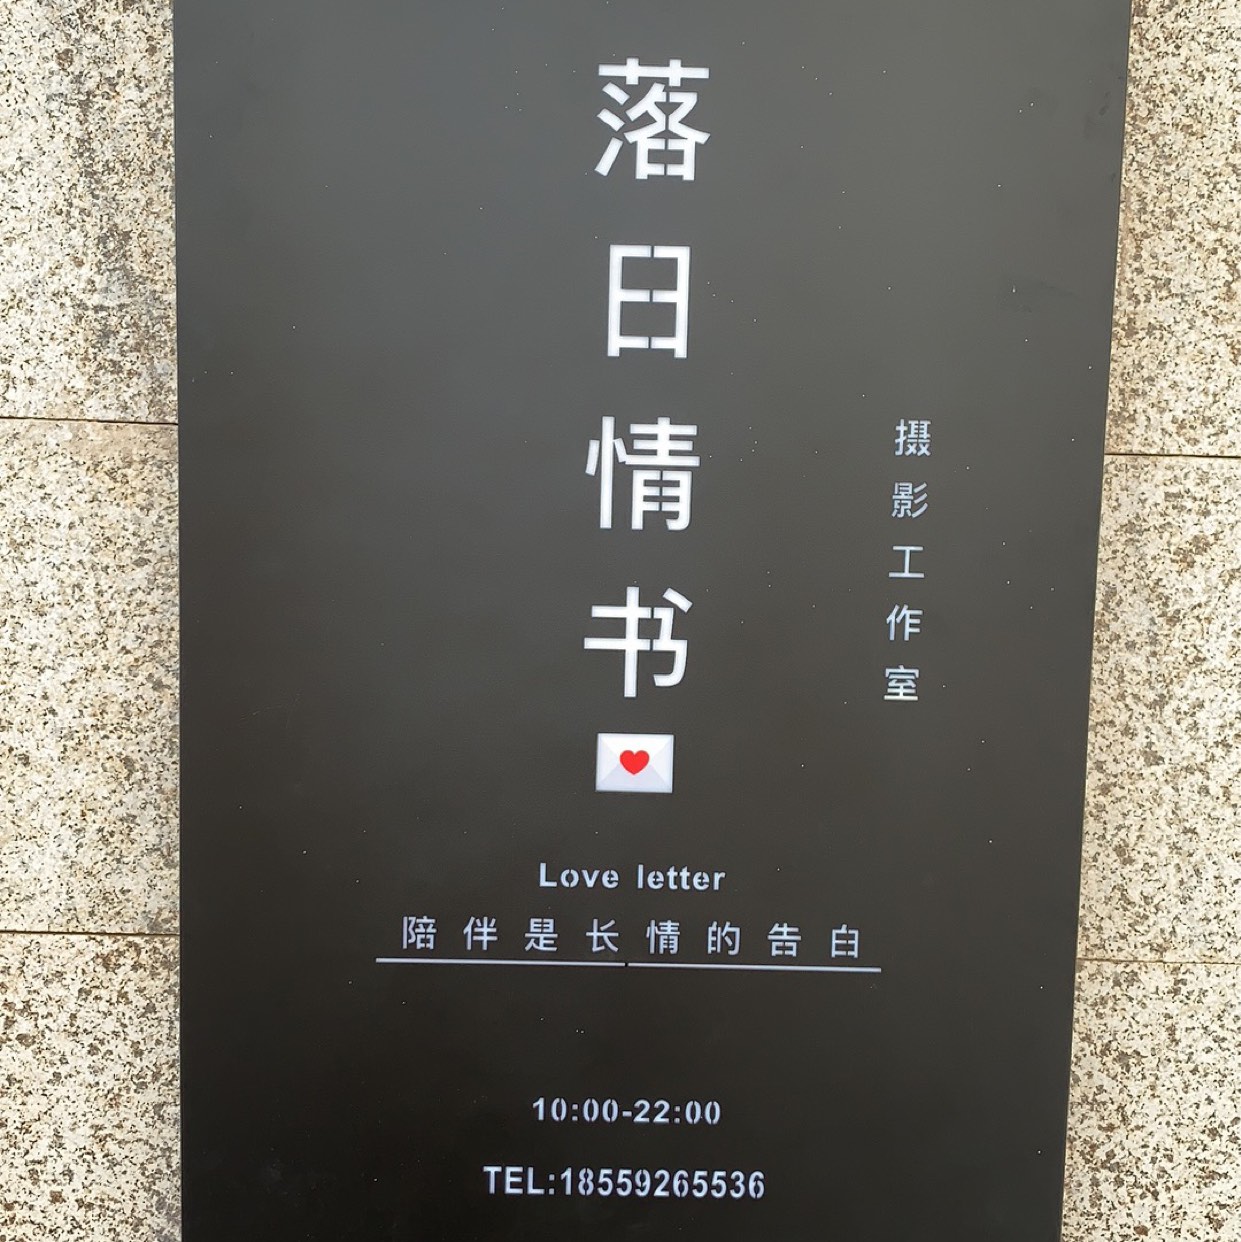 落日情书
摄影工作室
Love letter
陪伴是长情的告白
10:00-22:00
TEL:18559265536